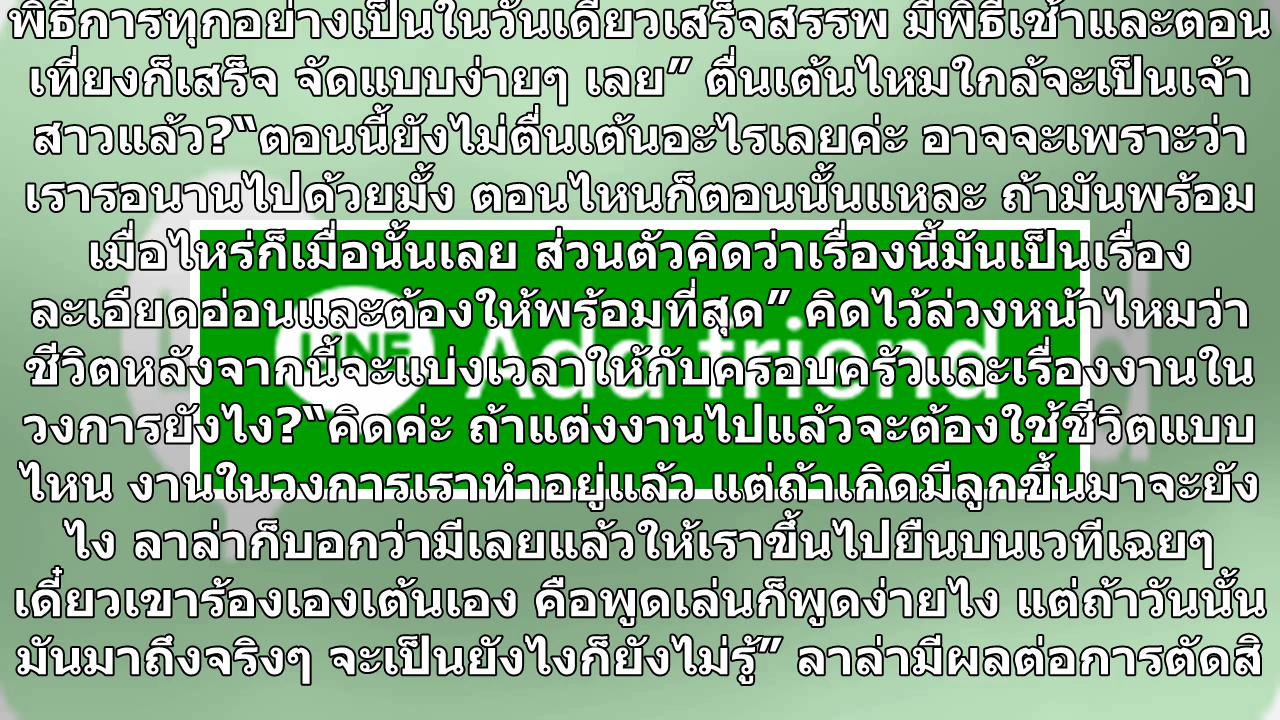 พิธีการทุกอย่างเป็นในวันเดียวเสร็จสรรพ มีพิธีเช้าและตอน
เที่ยงก็เสร็จ จัดแบบง่ายๆ เลย” ตื่นเต้นไหมใกล้จะเป็นเจ้า
สาวแล้ว?“ตอนนี้ยังไม่ตื่นเต้นอะไรเลยค่ะ อาจจะเพราะว่า
เรารอนานไปด้วยมั้ง ตอนไหนก็ตอนนั้นแหละ ถ้ามันพร้อม
เมื่อไหร่ก็เมื่อนั้นเลย ส่วนตัวคิดว่าเรื่องนี้มันเป็นเรื่อง
ละเอียดอ่อนและต้องให้พร้อมที่สุด” คิดไว้ล่วงหน้าไหมว่า
ชีวิตหลังจากนี้จะแบ่งเวลาให้กับครอบครัวและเรื่องงานใน
วงการยังไง?“คิดค่ะ ถ้าแต่งงานไปแล้วจะต้องใช้ชีวิตแบบ
ไหน งานในวงการเราทำอยู่แล้ว แต่ถ้าเกิดมีลูกขึ้นมาจะยัง
ไง ลาล่าก็บอกว่ามีเลยแล้วให้เราขึ้นไปยืนบนเวทีเฉยๆ
เดี๋ยวเขาร้องเองเต้นเอง คือพูดเล่นก็พูดง่ายไง แต่ถ้าวันนั้น
มันมาถึงจริงๆ จะเป็นยังไงก็ยังไม่รู้” ลาล่ามีผลต่อการตัดสิ
LINE Add friend